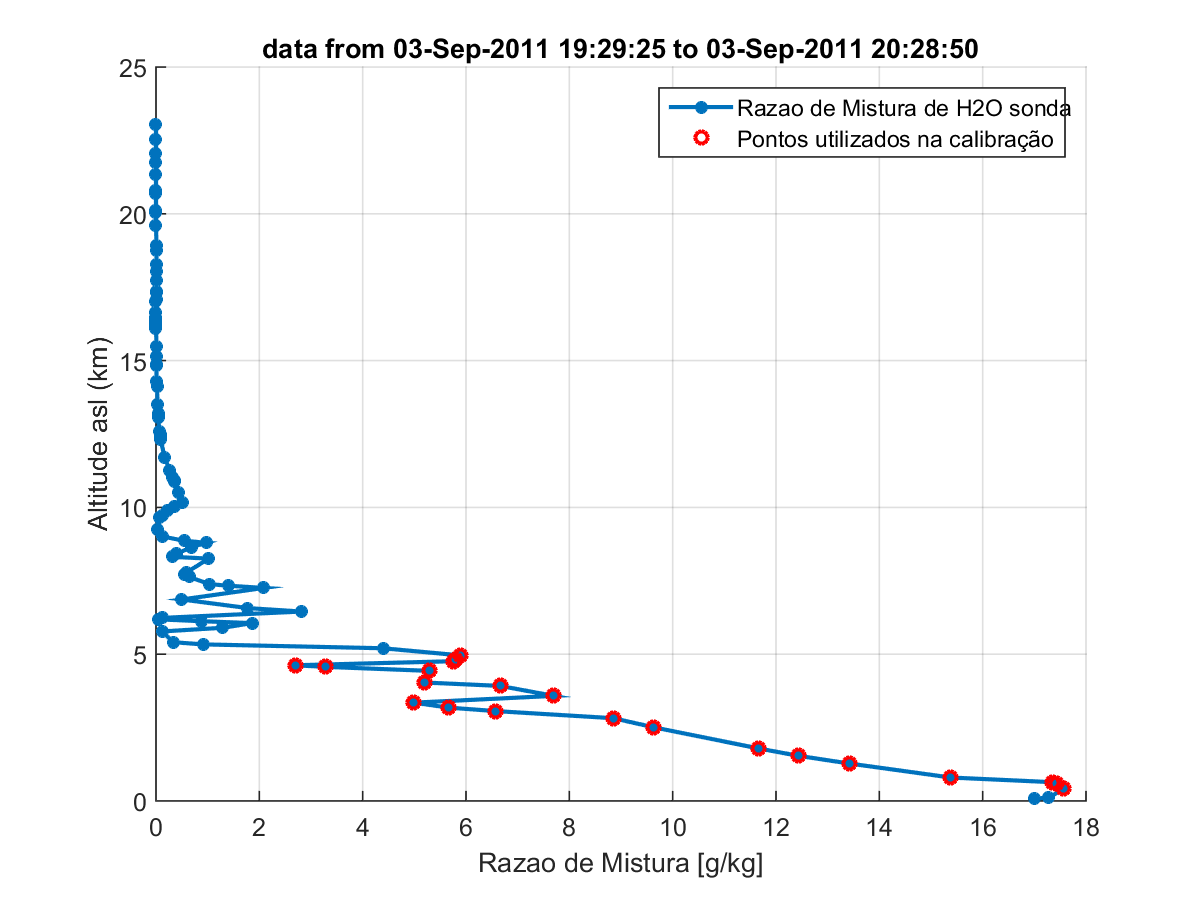 data from 03-Sep-2011 19:29:25 to 03-Sep-2011 20:28:50
Razao de Mistura de H2O sonda
Pontos utilizados na calibração
25
20
15
10
5
0
Altitude asl (km)
0 2 4 6 8 10 12 14 16 18
Razao de Mistura [g/kg]